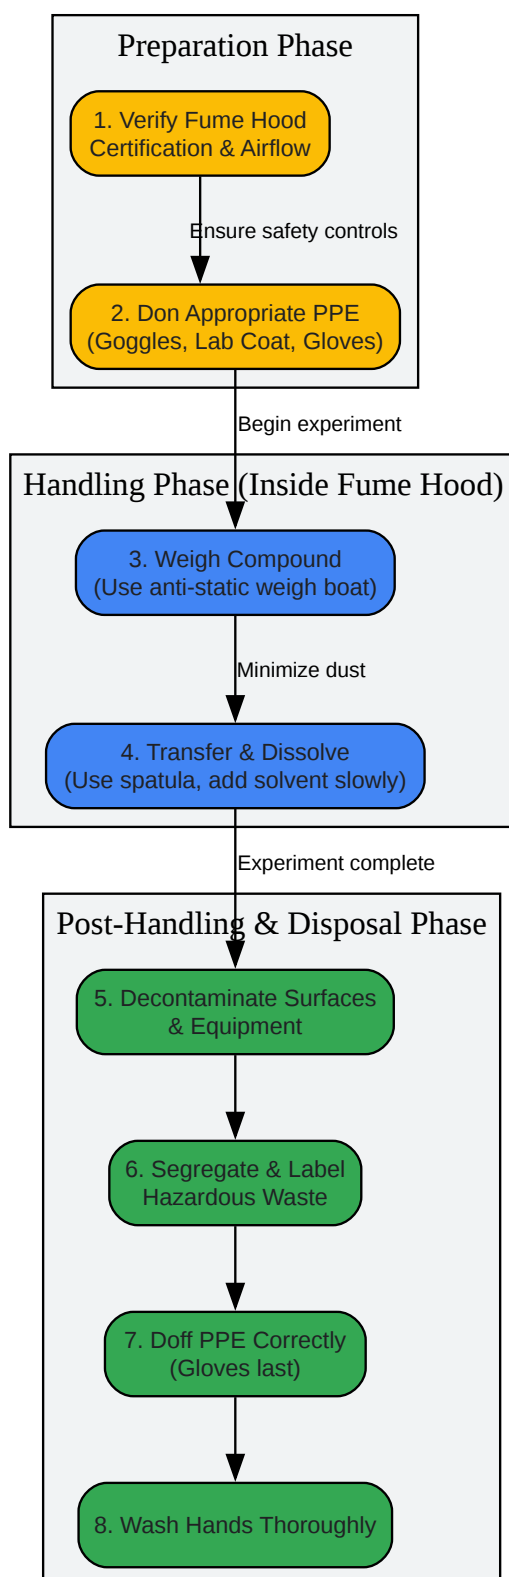 Preparation Phase
1. Verify Fume Hood
Certification & Airflow
Ensure safety controls
2. Don Appropriate PPE
(Goggles, Lab Coat, Gloves)
Begin experiment
Handling Phase (Inside Fume Hood)
3. Weigh Compound
(Use anti-static weigh boat)
Minimize dust
4. Transfer & Dissolve
(Use spatula, add solvent slowly)
Experiment complete
Post-Handling & Disposal Phase
5. Decontaminate Surfaces
& Equipment
6. Segregate & Label
Hazardous Waste
7. Doff PPE Correctly
(Gloves last)
8. Wash Hands Thoroughly